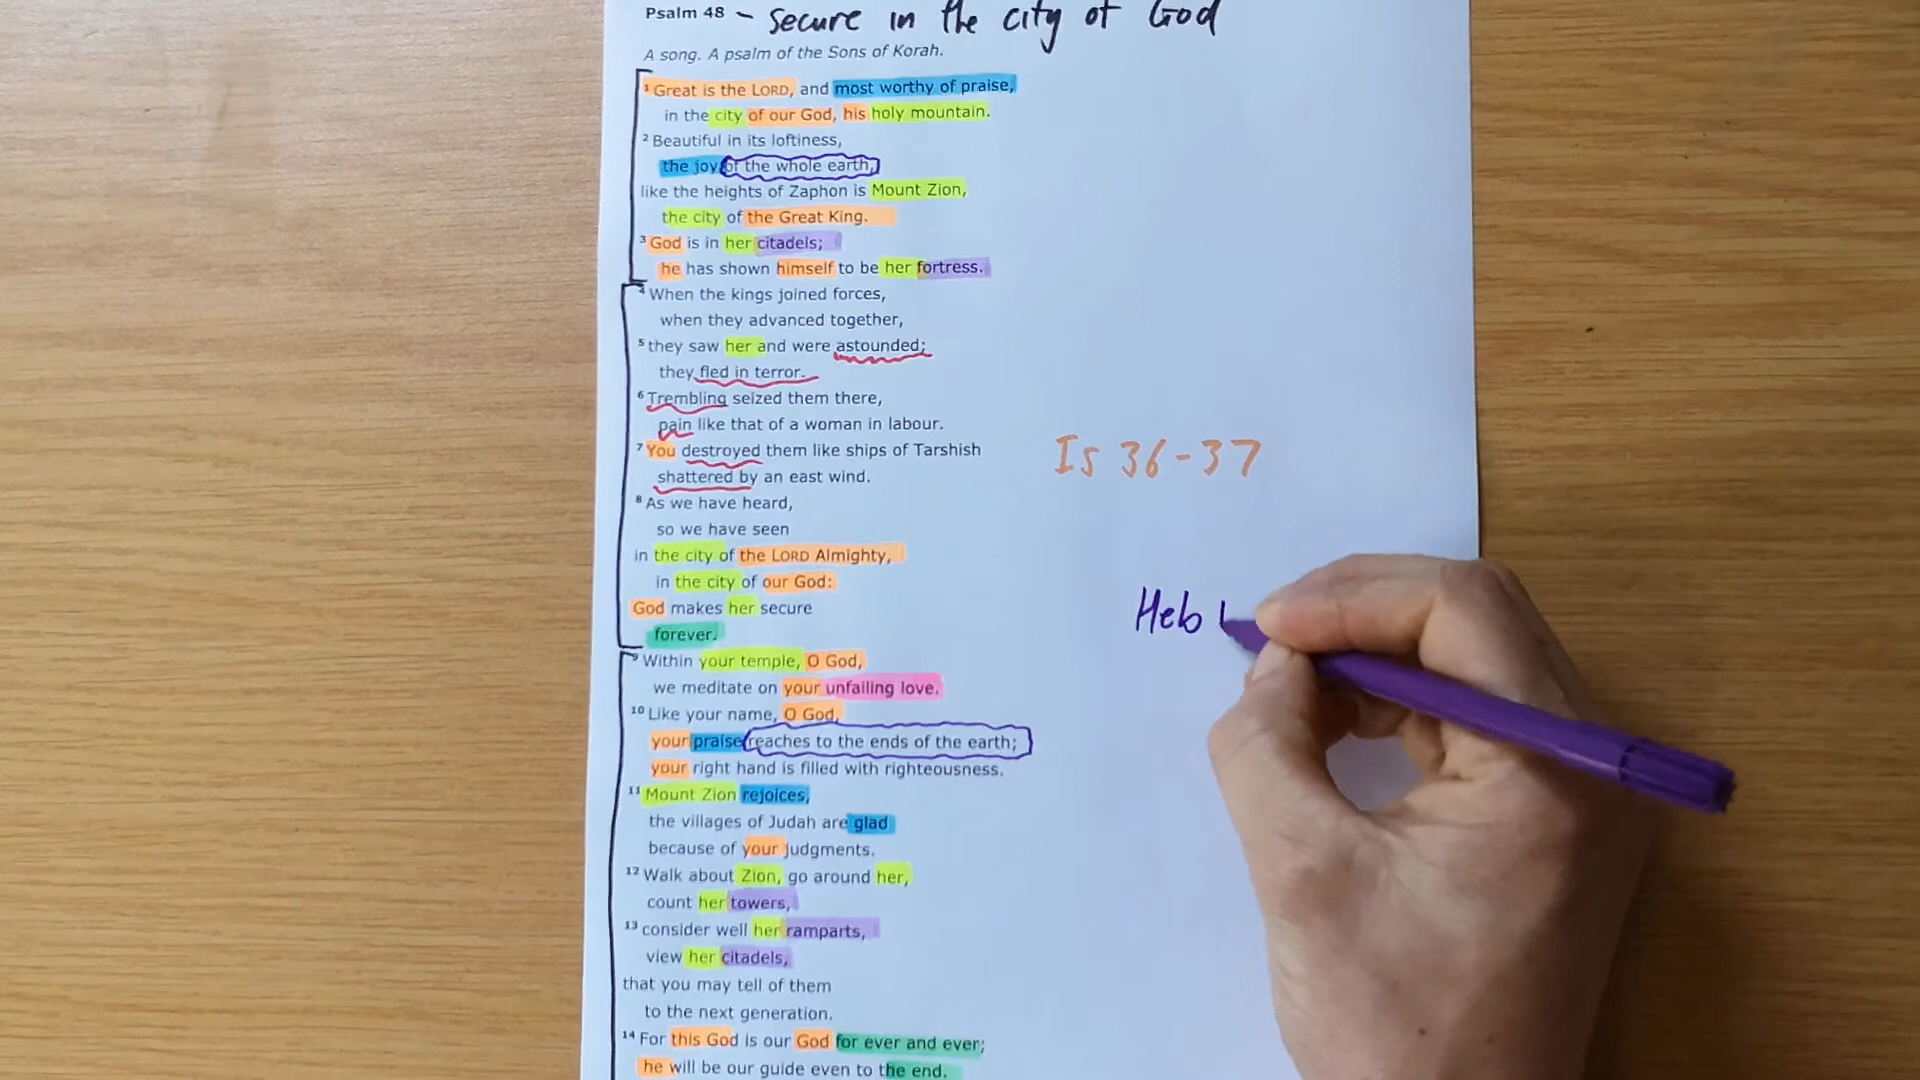 Psalm 48 - Secure in the city of God
A song. A psalm of the Sons of Korah.
1 Great is the LORD, and most worthy of praise,
in the city of our God, his holy mountain.
2 Beautiful in its loftiness,
the joy of the whole earth,
like the heights of Zaphon is Mount Zion,
the city of the Great King.
3 God is in her citadels;
he has shown himself to be her fortress.
4 When the kings joined forces,
when they advanced together,
5 they saw her and were astounded;
they fled in terror.
6 Trembling seized them there,
pain like that of a woman in labour.
7 You destroyed them like ships of Tarshish
shattered by an east wind.
Is 36-37
8 As we have heard,
so we have seen
in the city of the LORD Almighty,
in the city of our God:
God makes her secure
forever.
Heb
9 Within your temple, O God,
we meditate on your unfailing love.
10 Like your name, O God,
your praise reaches to the ends of the earth;
your right hand is filled with righteousness.
11 Mount Zion rejoices,
the villages of Judah are glad
because of your judgments.
12 Walk about Zion, go around her,
count her towers,
13 consider well her ramparts,
view her citadels,
that you may tell of them
to the next generation.
14 For this God is our God for ever and ever;
he will be our guide even to the end.